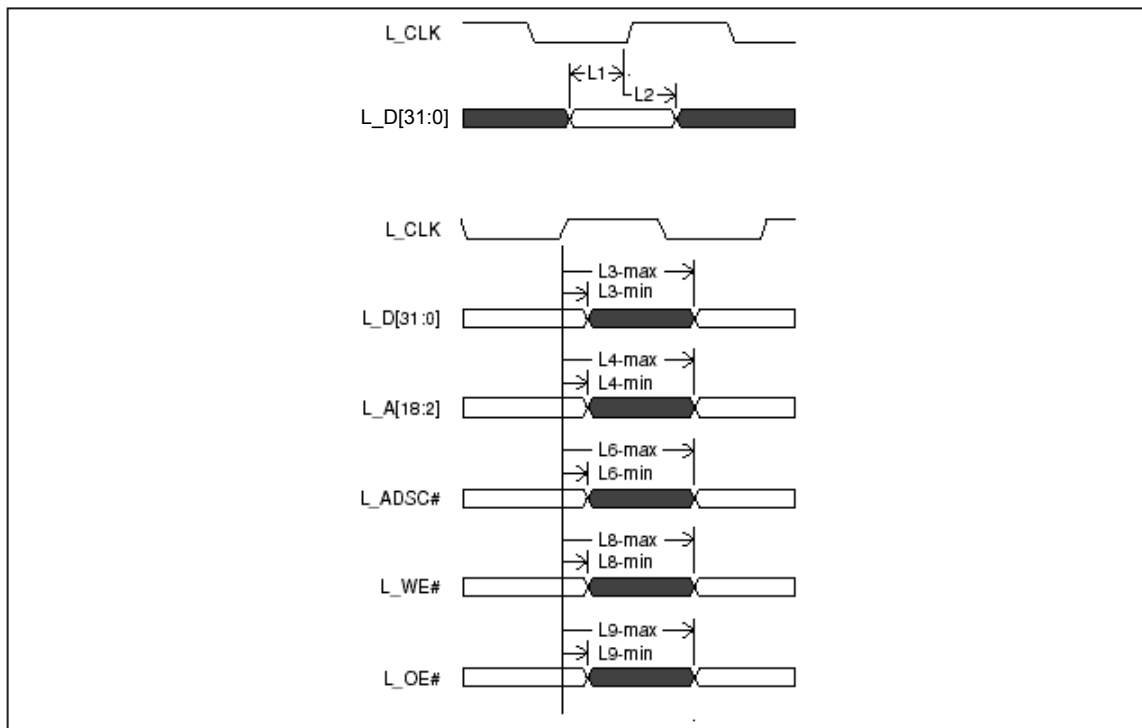 L_CLK
L1
L2
L_D[31:0]
L_CLK
L3-max
L3-min
L_D[31:0]
L4-max
L4-min
L_A[18:2]
L6-max
L6-min
L_ADSC#
L8-max
L8-min
L_WE#
L9-max
L9-min
L_OE#